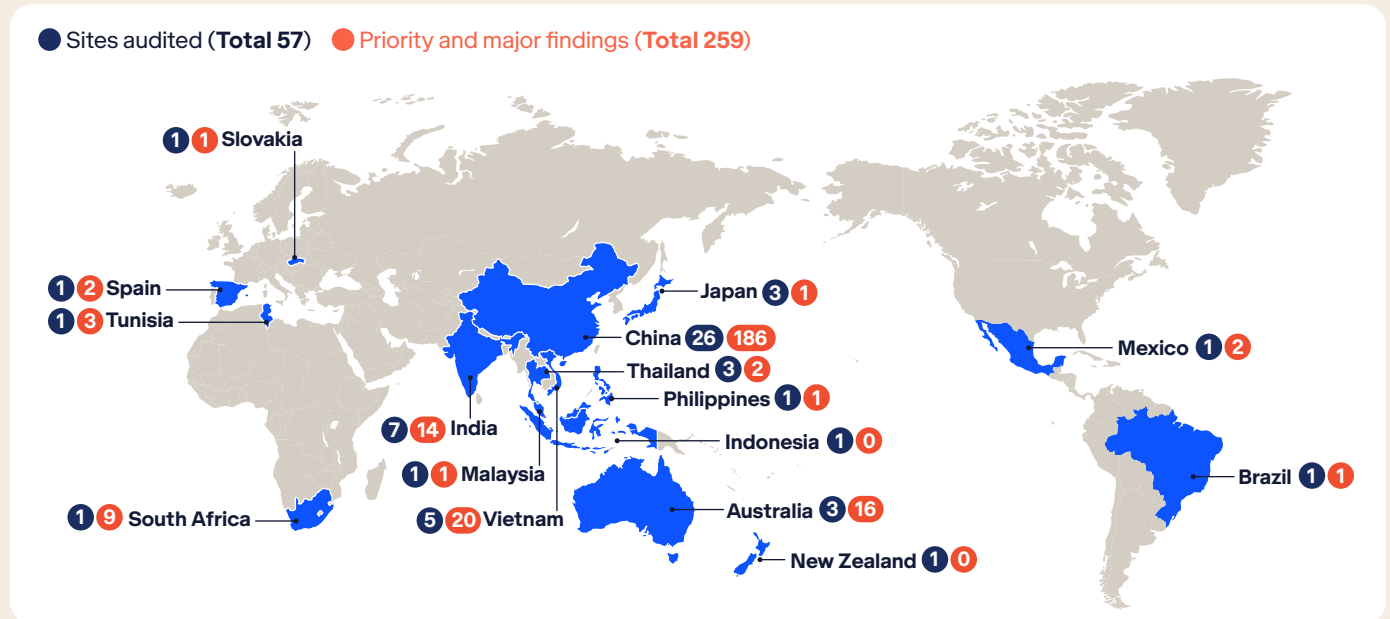 Sites audited (Total 57) Priority and major findings (Total 259)
1 1 Slovakia
1 2 Spain
1 3 Tunisia
Japan 3 1
China 26 186
Thailand 3 2
Philippines 1 1
Mexico 1 2
7 14 India
Indonesia 1 0
1 1 Malaysia
Brazil 1 1
1 9 South Africa
5 20 Vietnam
Australia 3 16
New Zealand 1 0